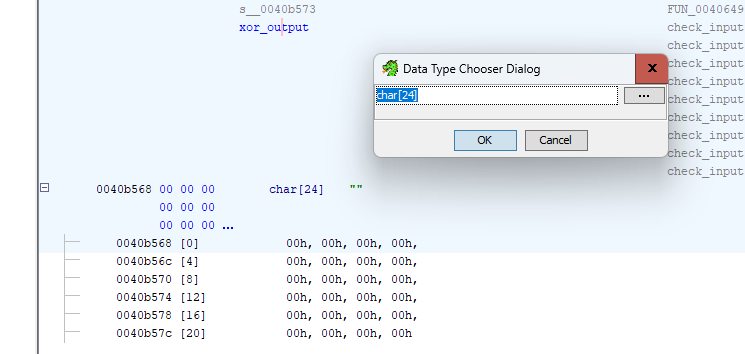 s__0040b573 FUN_0040649
xor_output check_input
check_input
Data Type Chooser Dialog X check_input
check_input
char[24] ... check_input
check_input
OK Cancel check_input
check_input
check_input
0040b568 00 00 00 char[24] ""
00 00 00
00 00 00 ...
0040b568 [0] 00h, 00h, 00h, 00h,
0040b56c [4] 00h, 00h, 00h, 00h,
0040b570 [8] 00h, 00h, 00h, 00h,
0040b574 [12] 00h, 00h, 00h, 00h,
0040b578 [16] 00h, 00h, 00h, 00h,
0040b57c [20] 00h, 00h, 00h, 00h